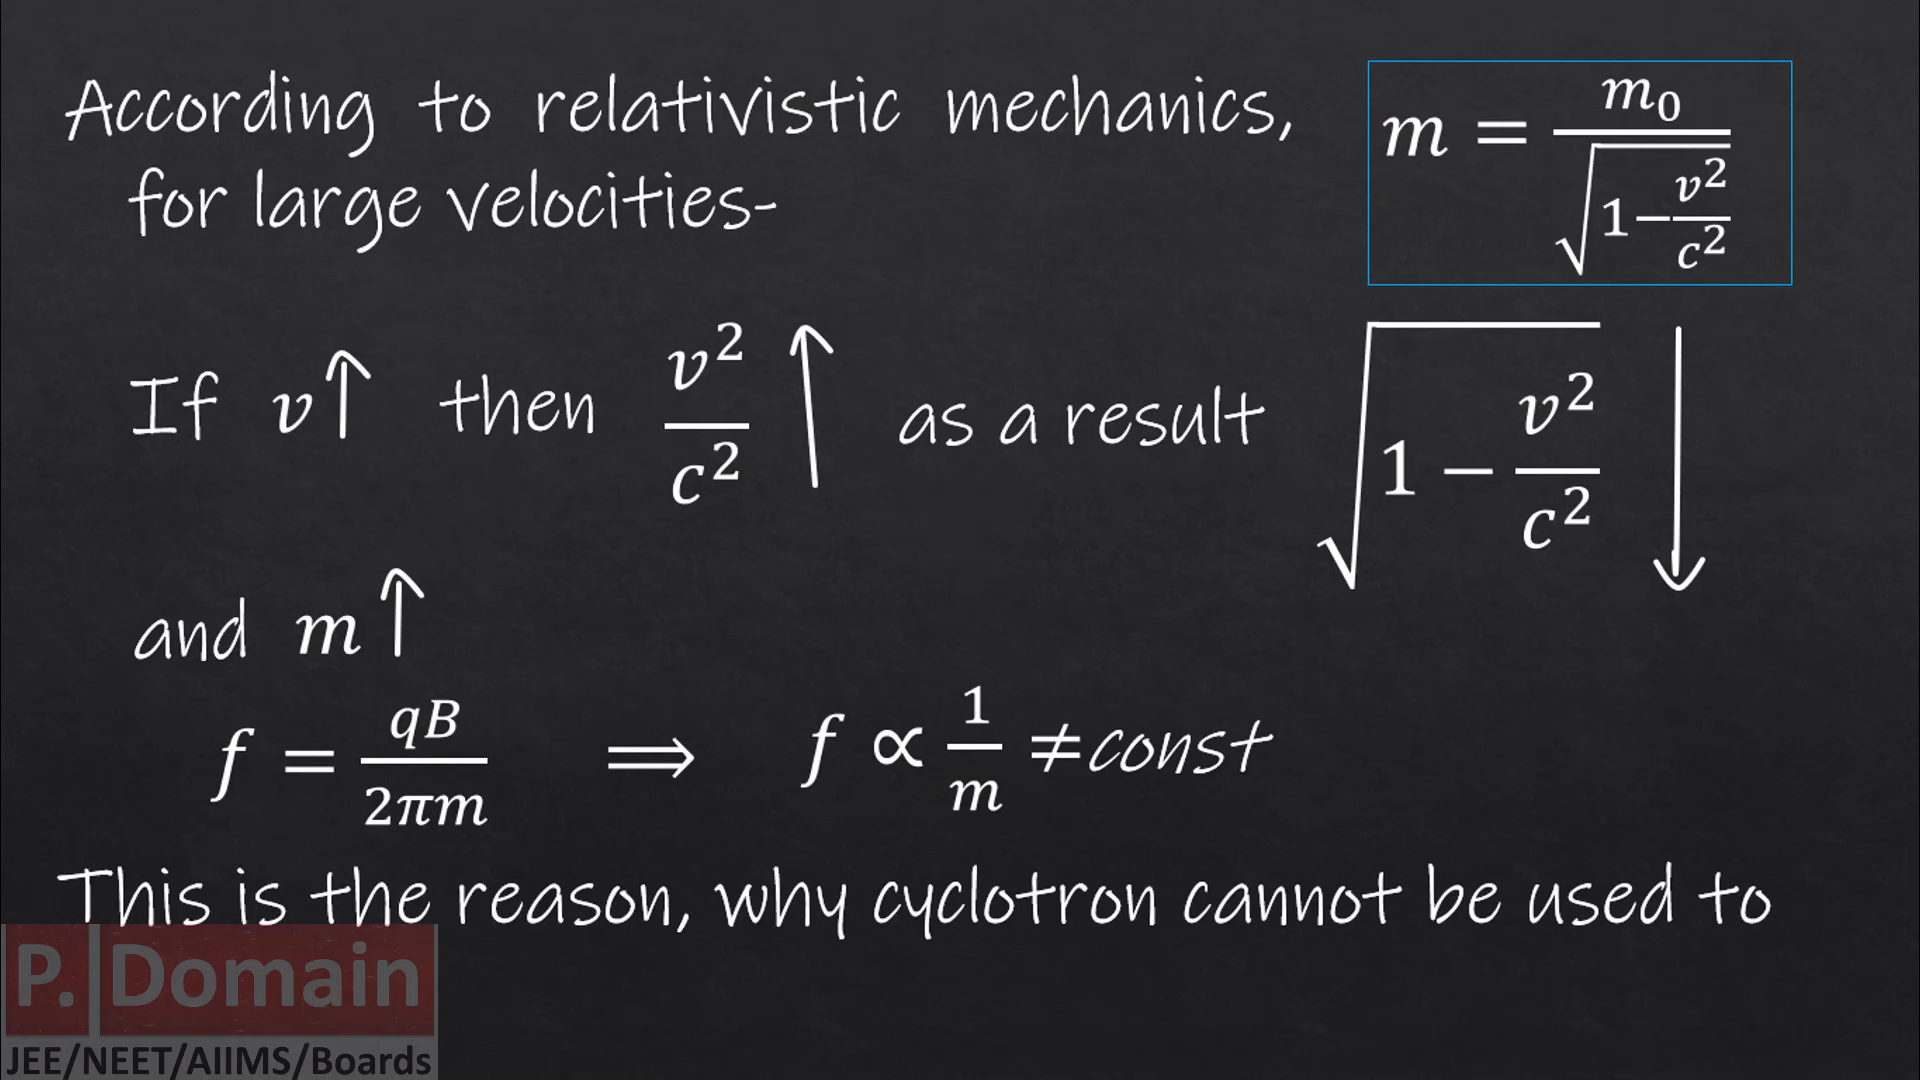 According to relativistic mechanics, m = m₀/√(1−v²/c²)
for large velocities-
If v↑ then v²/c² ↑ as a result √(1 − v²/c²) ↓
and m↑
f = qB/2πm ⟹ f ∝ 1/m ≠const
This is the reason, why cyclotron cannot be used to
P. Domain
JEE/NEET/AIIMS/Boards